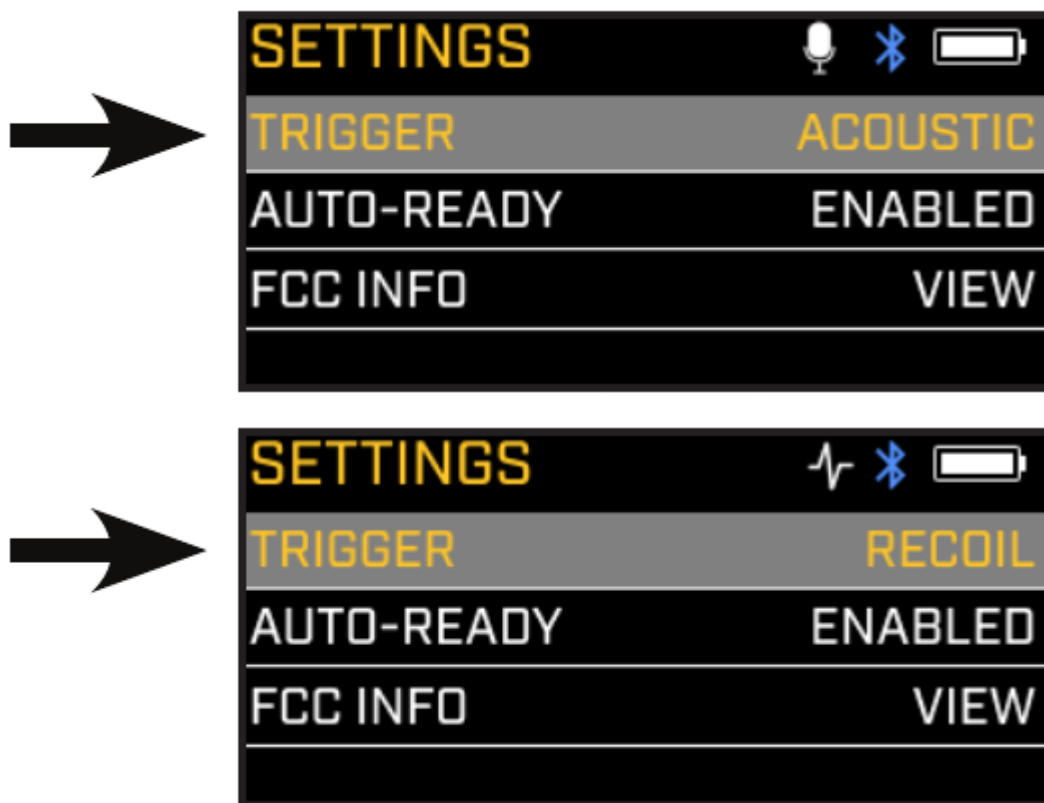 SETTINGS
TRIGGER ACOUSTIC
AUTO-READY ENABLED
FCC INFO VIEW
SETTINGS
TRIGGER RECOIL
AUTO-READY ENABLED
FCC INFO VIEW